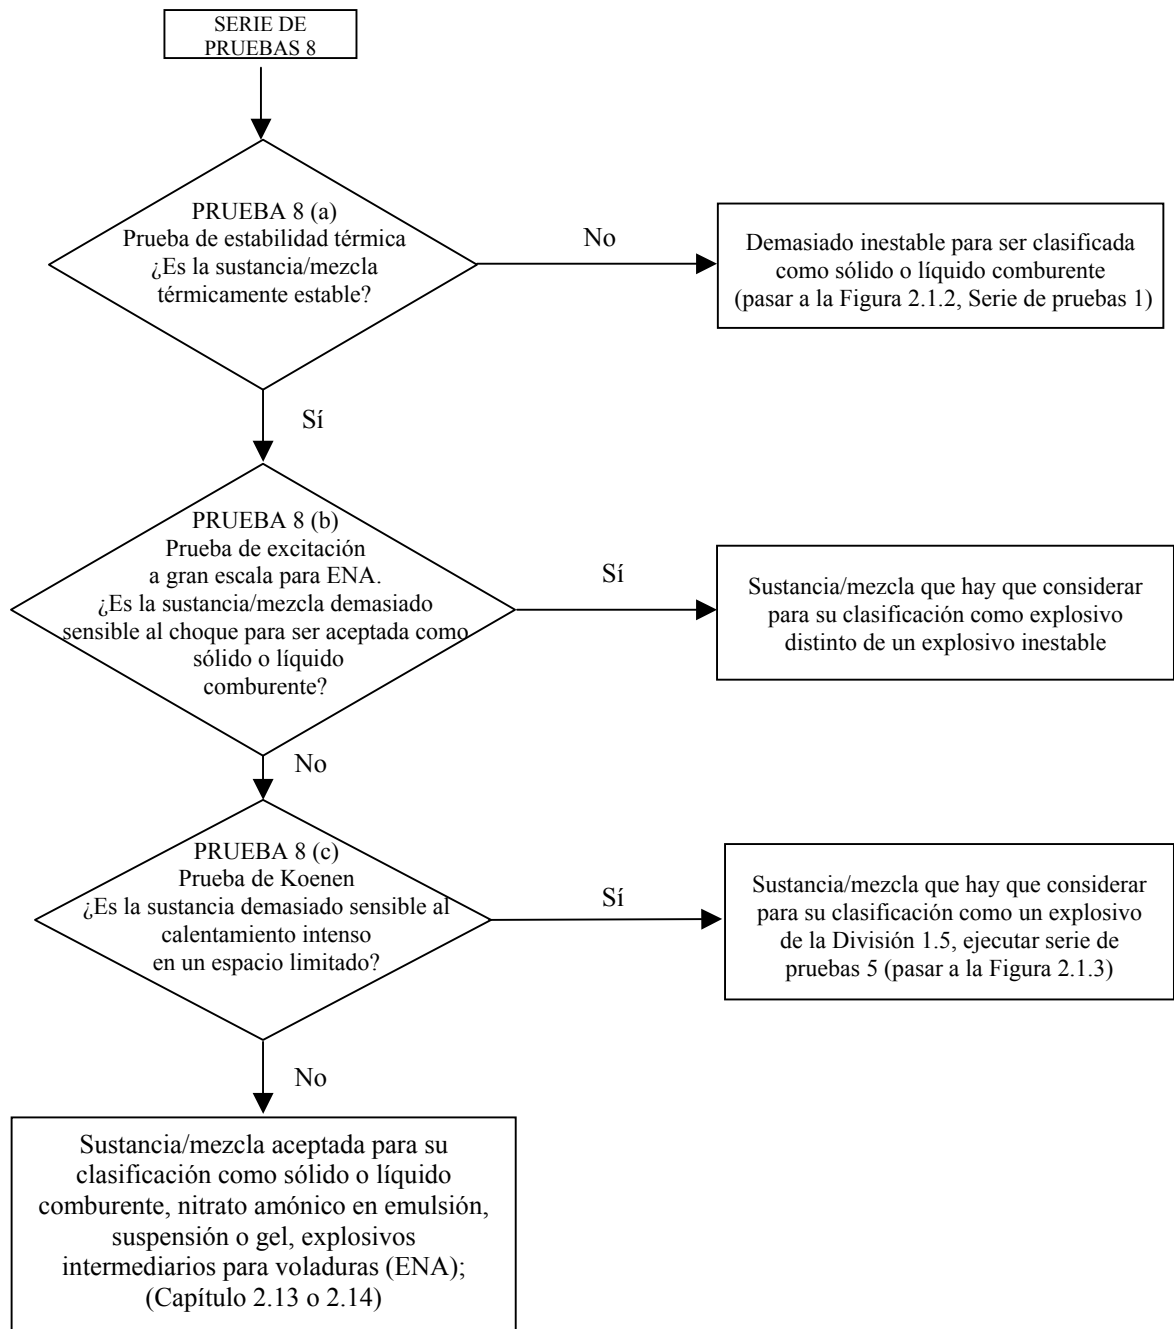 SERIE DE
PRUEBAS 8
PRUEBA 8 (a)
Prueba de estabilidad térmica
¿Es la sustancia/mezcla
térmicamente estable?
No
Demasiado inestable para ser clasificada
como sólido o líquido comburente
(pasar a la Figura 2.1.2, Serie de pruebas 1)
Sí
PRUEBA 8 (b)
Prueba de excitación
a gran escala para ENA.
¿Es la sustancia/mezcla demasiado
sensible al choque para ser aceptada como
sólido o líquido
comburente?
Sí
Sustancia/mezcla que hay que considerar
para su clasificación como explosivo
distinto de un explosivo inestable
No
PRUEBA 8 (c)
Prueba de Koenen
¿Es la sustancia demasiado sensible al
calentamiento intenso
en un espacio limitado?
Sí
Sustancia/mezcla que hay que considerar
para su clasificación como un explosivo
de la División 1.5, ejecutar serie de
pruebas 5 (pasar a la Figura 2.1.3)
No
Sustancia/mezcla aceptada para su
clasificación como sólido o líquido
comburente, nitrato amónico en emulsión,
suspensión o gel, explosivos
intermediarios para voladuras (ENA);
(Capítulo 2.13 o 2.14)